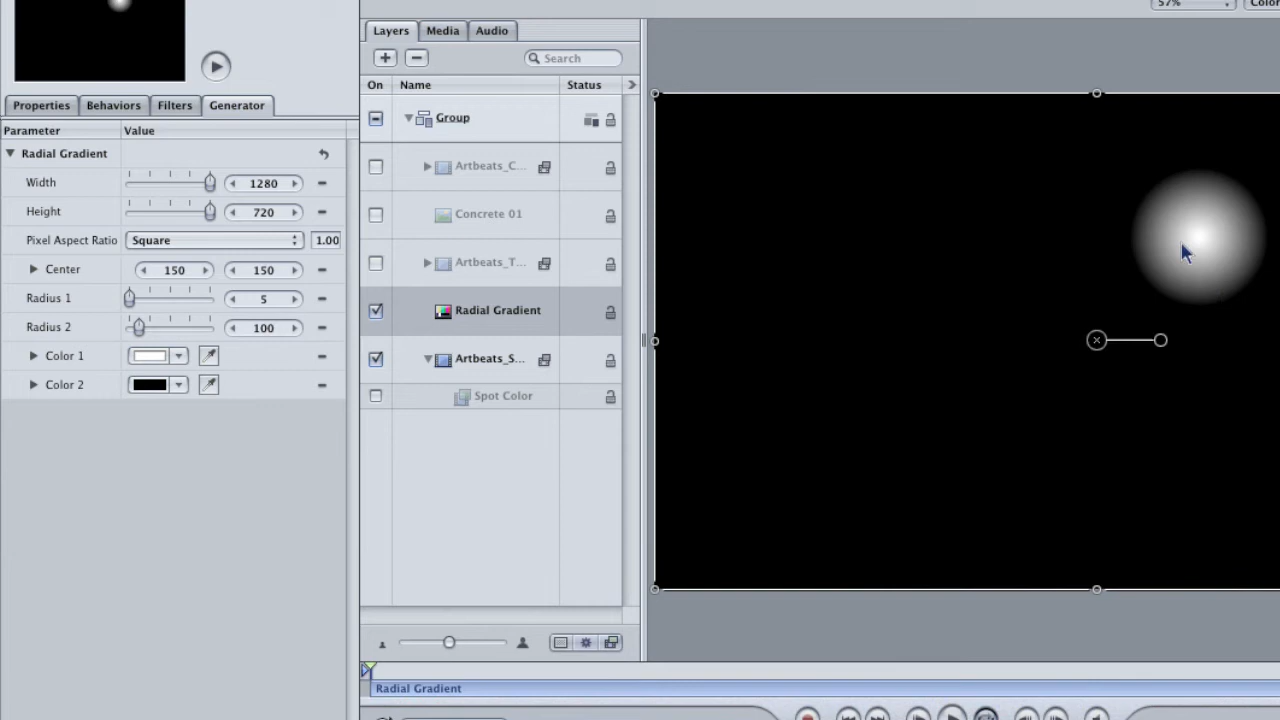 57%
Color
Layers Media Audio
Search
On Name Status
Properties Behaviors Filters Generator
Parameter Value
Radial Gradient
Width 1280
Height 720
Pixel Aspect Ratio Square 1.00
Center 150 150
Radius 1 5
Radius 2 100
Color 1
Color 2
Group
Artbeats_C...
Concrete 01
Artbeats_T...
Radial Gradient
Artbeats_S...
Spot Color
Radial Gradient